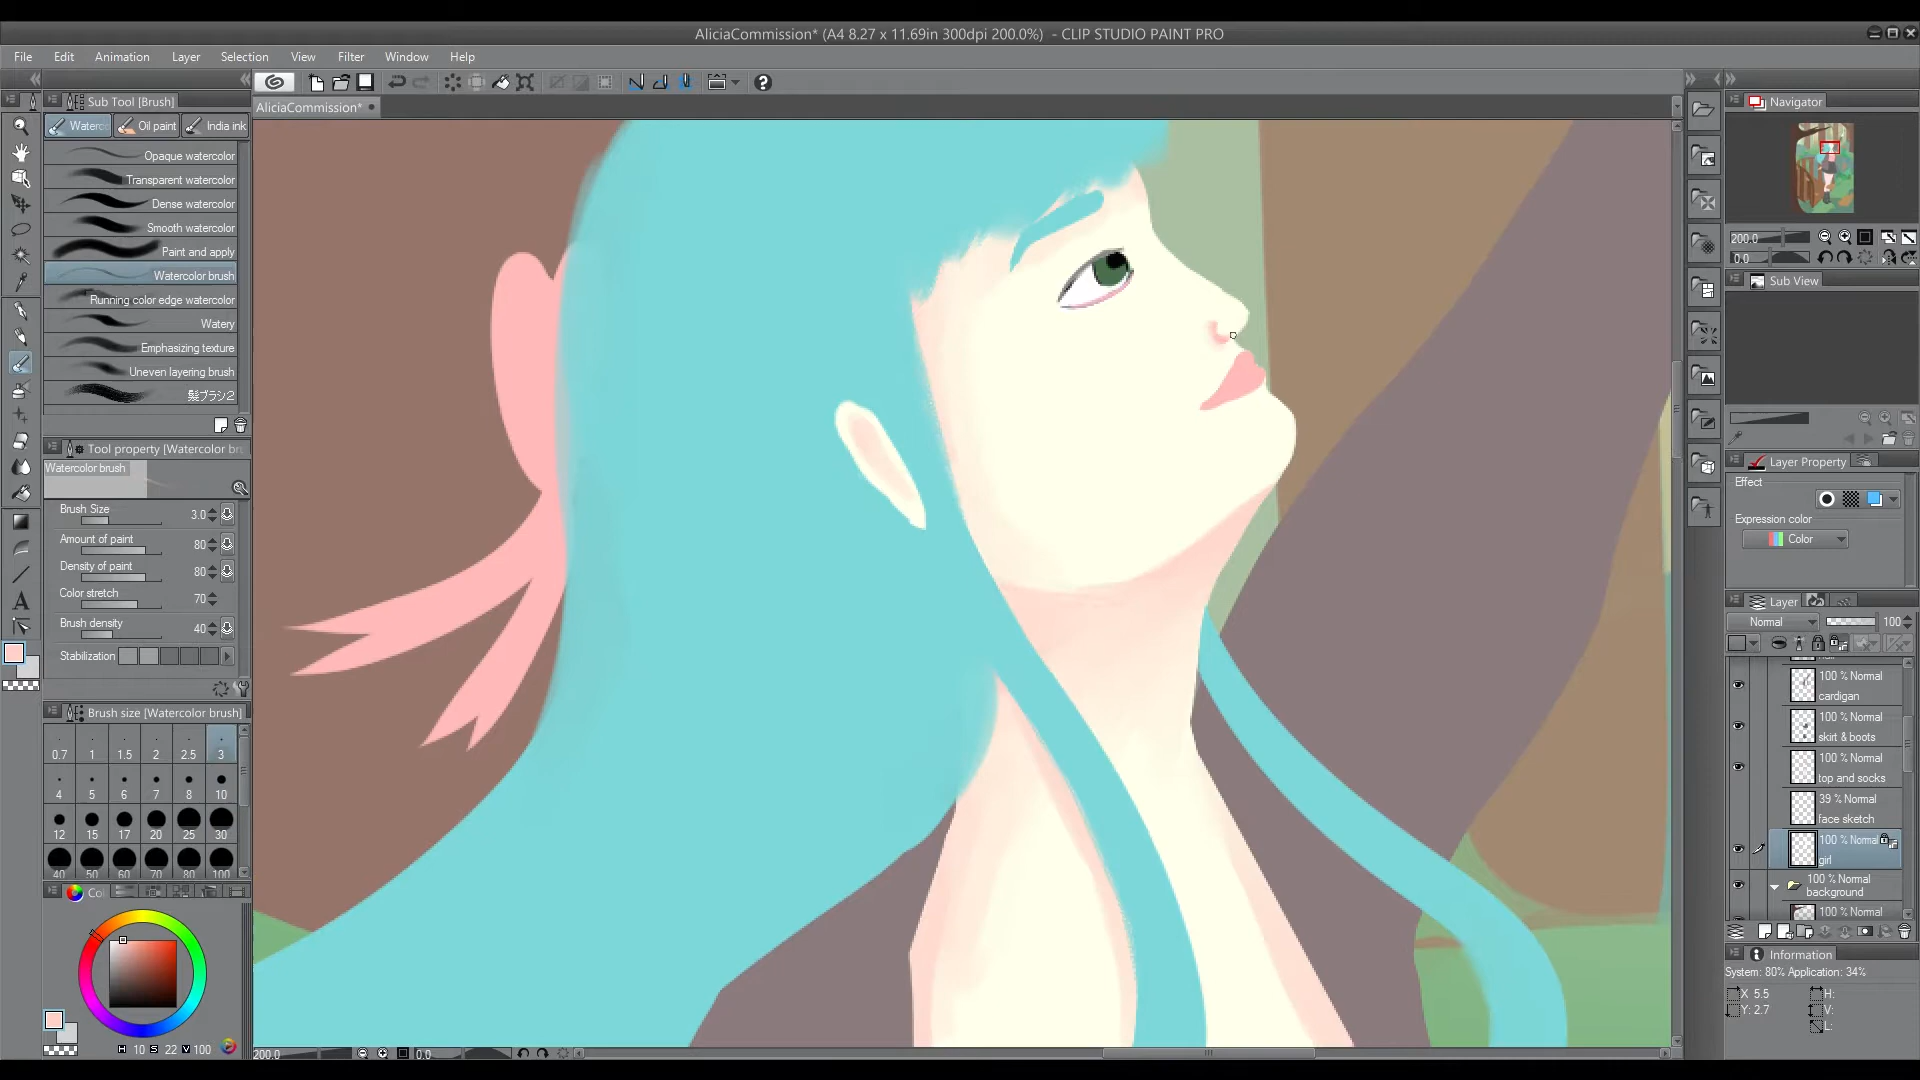 AliciaCommission* (A4 8.27 x 11.69in 300dpi 200.0%) - CLIP STUDIO PAINT PRO
File Edit Animation Layer Selection View Filter Window Help
Sub Tool [Brush]
AliciaCommission*
Navigator
Waterc Oil paint India ink
Opaque watercolor
Transparent watercolor
Dense watercolor
Smooth watercolor
Paint and apply
Watercolor brush
Running color edge watercolor
Watery
Emphasizing texture
Uneven layering brush
髪ブラシ2
200.0
0.0
Sub View
Tool property [Watercolor br
Watercolor brush
Brush Size 3.0
Amount of paint 80
Density of paint 80
Color stretch 70
Brush density 40
Stabilization
Brush size [Watercolor brush]
0.7 1 1.5 2 2.5 3
4 5 6 7 8 10
12 15 17 20 25 30
40 50 60 70 80 100
Co
H 10 S 22 V 100
200.0 0.0
Layer Property
Effect
Expression color
Color
Layer
Normal 100
100 % Normal
cardigan
100 % Normal
skirt & boots
100 % Normal
top and socks
39 % Normal
face sketch
100 % Normal
girl
100 % Normal
background
100 % Normal
Information
System: 80% Application: 34%
X 5.5 H:
Y: 2.7 V:
L: